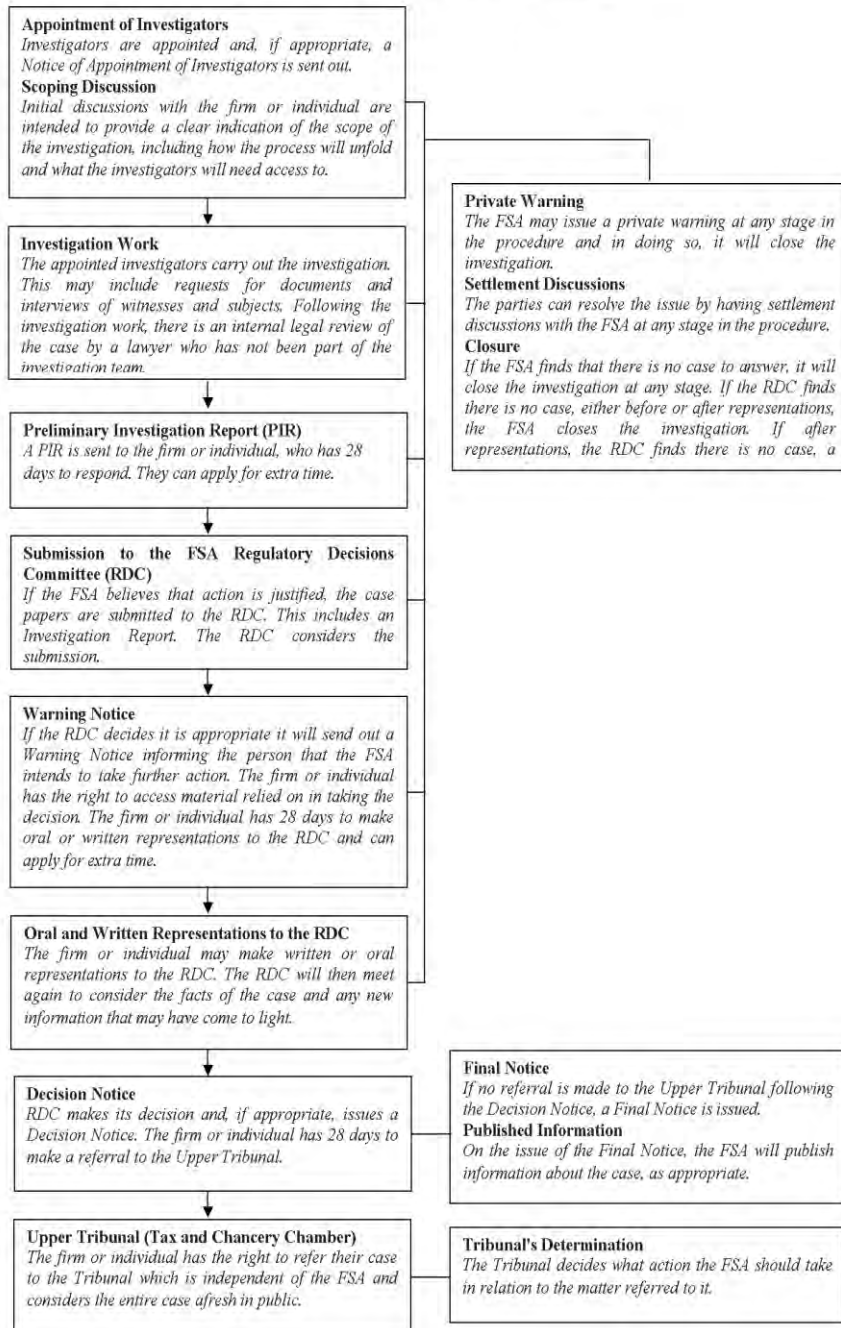 Appointment of Investigators
Investigators are appointed and, if appropriate, a
Notice of Appointment of Investigators is sent out.
Scoping Discussion
Initial discussions with the firm or individual are
intended to provide a clear indication of the scope of
the investigation, including how the process will unfold
and what the investigators will need access to.
Investigation Work
The appointed investigators carry out the investigation.
This may include requests for documents and
interviews of witnesses and subjects. Following the
investigation work, there is an internal legal review of
the case by a lawyer who has not been part of the
investigation team.
Preliminary Investigation Report (PIR)
A PIR is sent to the firm or individual, who has 28
days to respond. They can apply for extra time.
Submission to the FSA Regulatory Decisions
Committee (RDC)
If the FSA believes that action is justified, the case
papers are submitted to the RDC. This includes an
Investigation Report. The RDC considers the
submission.
Warning Notice
If the RDC decides it is appropriate it will send out a
Warning Notice informing the person that the FSA
intends to take further action. The firm or individual
has the right to access material relied on in taking the
decision. The firm or individual has 28 days to make
oral or written representations to the RDC and can
apply for extra time.
Oral and Written Representations to the RDC
The firm or individual may make written or oral
representations to the RDC. The RDC will then meet
again to consider the facts of the case and any new
information that may have come to light.
Decision Notice
RDC makes its decision and, if appropriate, issues a
Decision Notice. The firm or individual has 28 days to
make a referral to the Upper Tribunal.
Upper Tribunal (Tax and Chancery Chamber)
The firm or individual has the right to refer their case
to the Tribunal which is independent of the FSA and
considers the entire case afresh in public.
Private Warning
The FSA may issue a private warning at any stage in
the procedure and in doing so, it will close the
investigation.
Settlement Discussions
The parties can resolve the issue by having settlement
discussions with the FSA at any stage in the procedure.
Closure
If the FSA finds that there is no case to answer, it will
close the investigation at any stage. If the RDC finds
there is no case, either before or after representations,
the FSA closes the investigation. If after
representations, the RDC finds there is no case, a
Final Notice
If no referral is made to the Upper Tribunal following
the Decision Notice, a Final Notice is issued.
Published Information
On the issue of the Final Notice, the FSA will publish
information about the case, as appropriate.
Tribunal's Determination
The Tribunal decides what action the FSA should take
in relation to the matter referred to it.